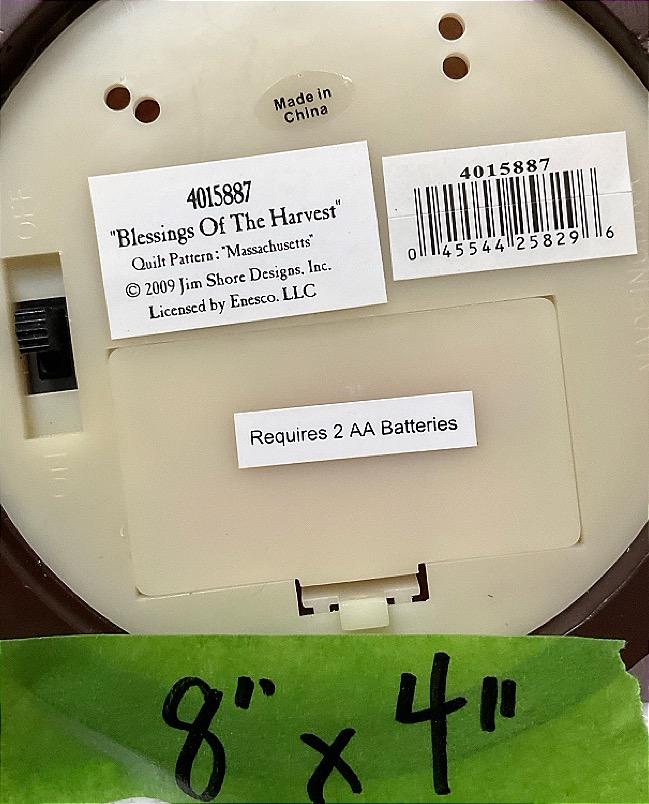 Made in
China
4015887
"Blessings Of The Harvest"
Quilt Pattern: "Massachusetts"
© 2009 Jim Shore Designs, Inc.
Licensed by Enesco, LLC
4015887
0 45544 25829 6
OFF
Requires 2 AA Batteries
8" x 4"